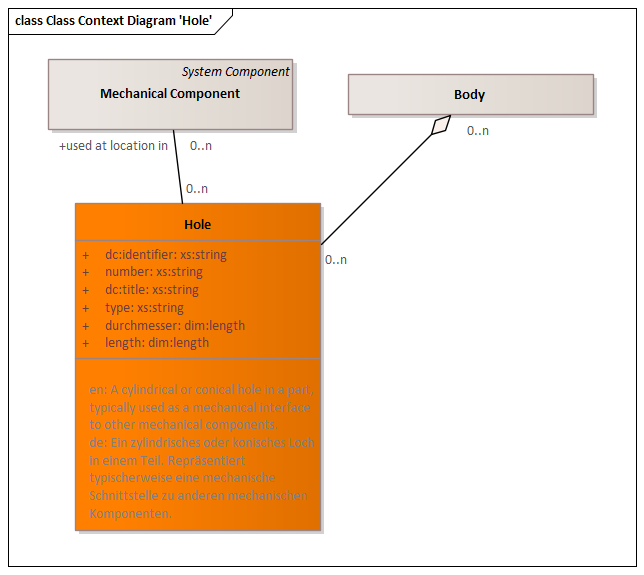 class Class Context Diagram 'Hole'
System Component
Mechanical Component
Body
+used at location in
0..n
0..n
0..n
0..n
Hole
+ dc:identifier: xs:string
+ number: xs:string
+ dc:title: xs:string
+ type: xs:string
+ durchmesser: dim:length
+ length: dim:length
en: A cylindrical or conical hole in a part,
typically used as a mechanical interface
to other mechanical components.
de: Ein zylindrisches oder konisches Loch
in einem Teil. Repräsentiert
typischerweise eine mechanische
Schnittstelle zu anderen mechanischen
Komponenten.